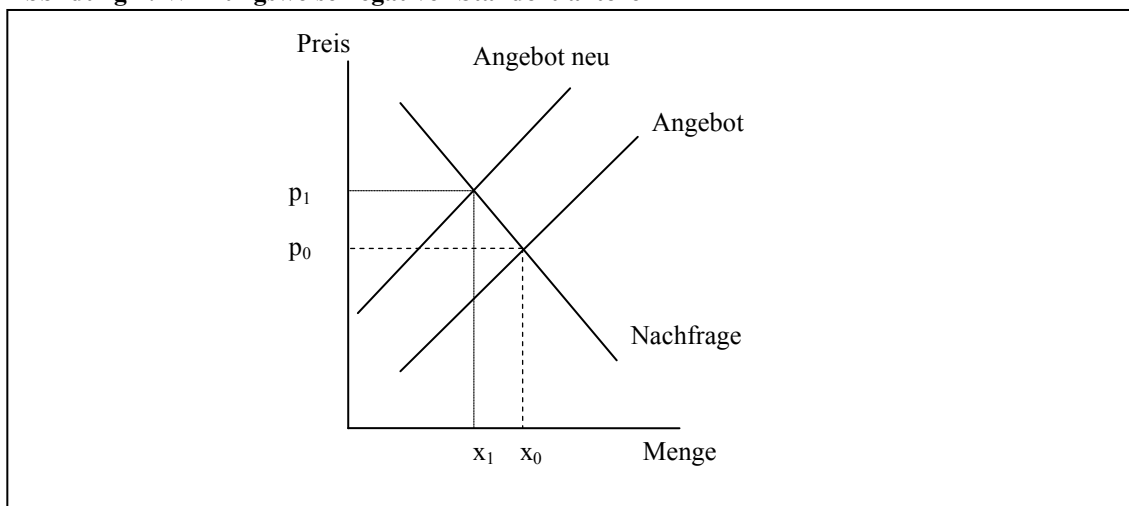 Preis
Angebot neu
Angebot
p₁
p₀
Nachfrage
x₁ x₀ Menge